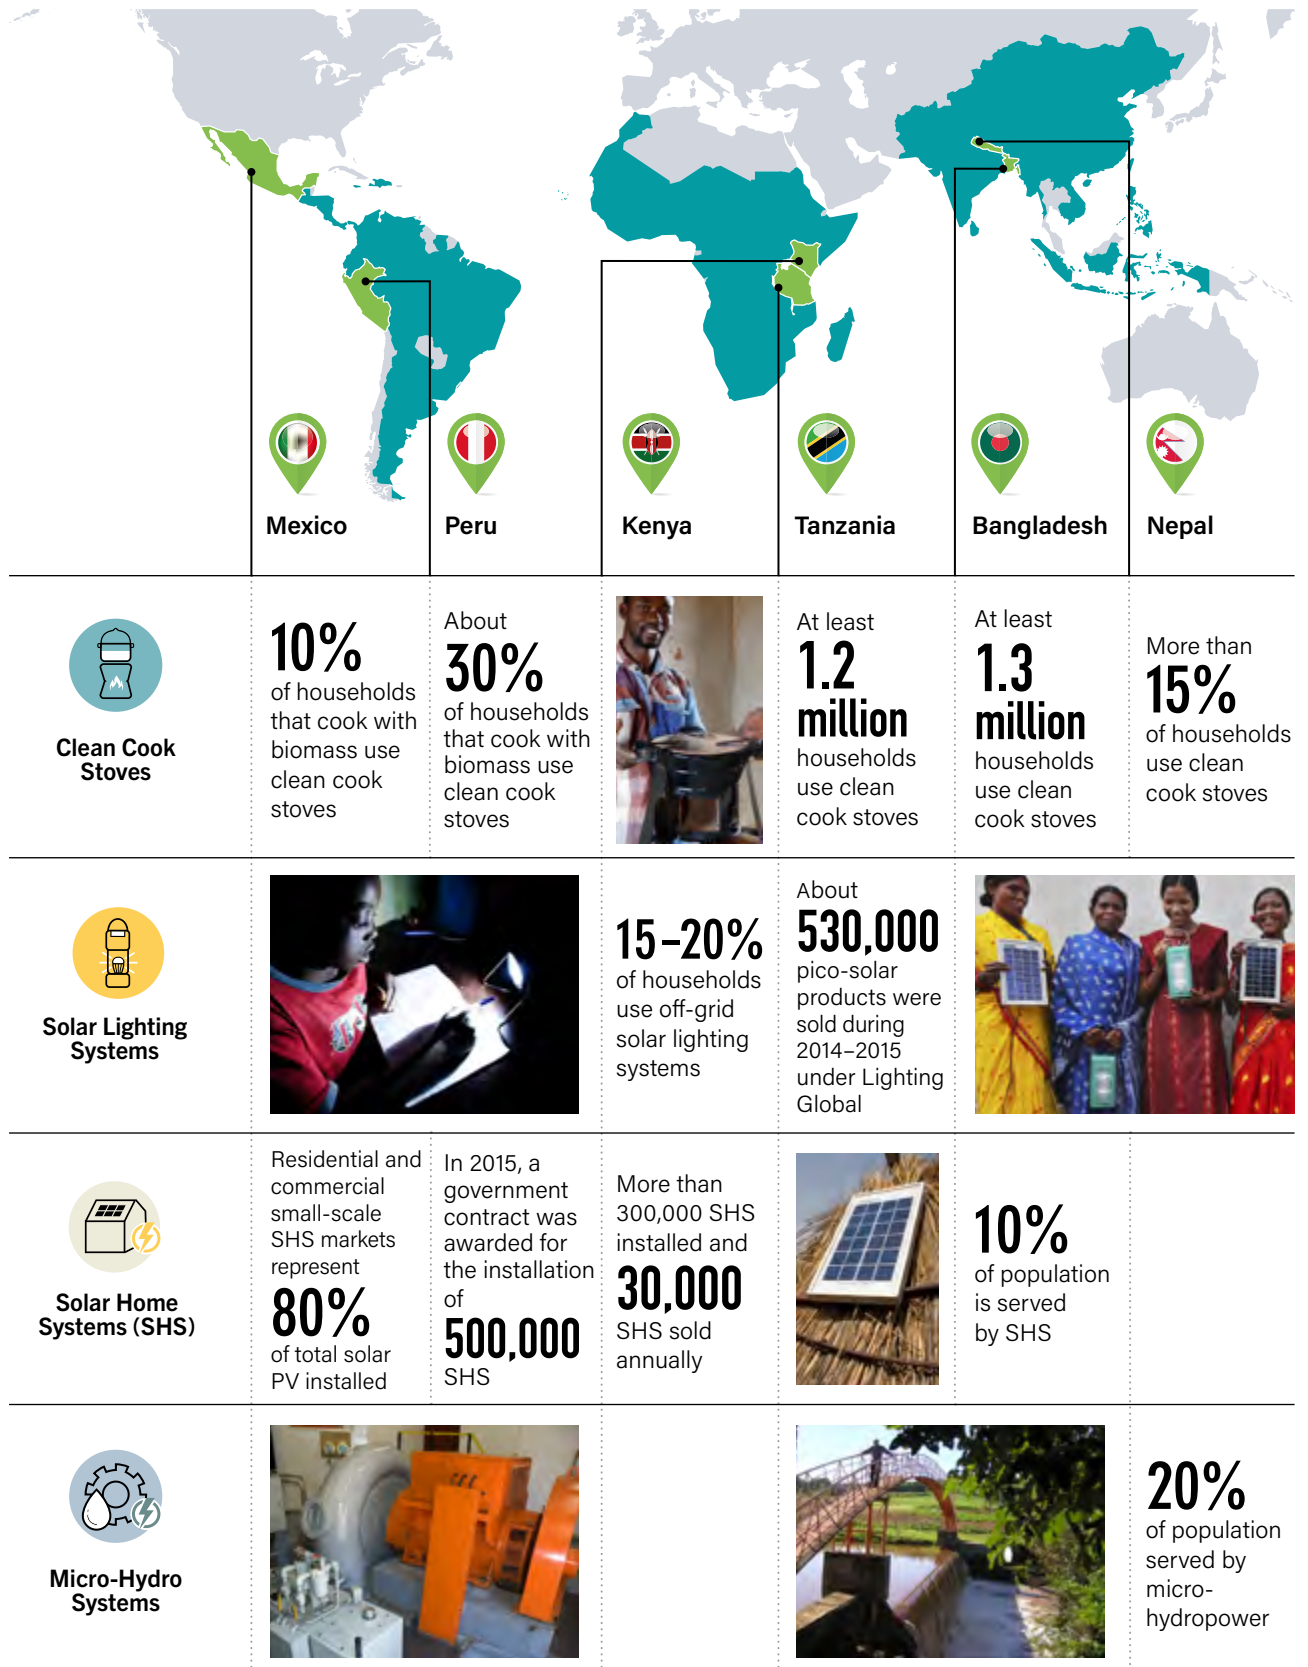 Mexico
Peru
Kenya
Tanzania
Bangladesh
Nepal
Clean Cook
Stoves
10%
of households
that cook with
biomass use
clean cook
stoves
About
30%
of households
that cook with
biomass use
clean cook
stoves
At least
1.2
million
households
use clean
cook stoves
At least
1.3
million
households
use clean
cook stoves
More than
15%
of households
use clean
cook stoves
Solar Lighting
Systems
15–20%
of households
use off-grid
solar lighting
systems
About
530,000
pico-solar
products were
sold during
2014–2015
under Lighting
Global
Solar Home
Systems (SHS)
Residential and
commercial
small-scale
SHS markets
represent
80%
of total solar
PV installed
In 2015, a
government
contract was
awarded for
the installation
of
500,000
SHS
More than
300,000 SHS
installed and
30,000
SHS sold
annually
10%
of population
is served
by SHS
Micro-Hydro
Systems
20%
of population
served by
micro-
hydropower